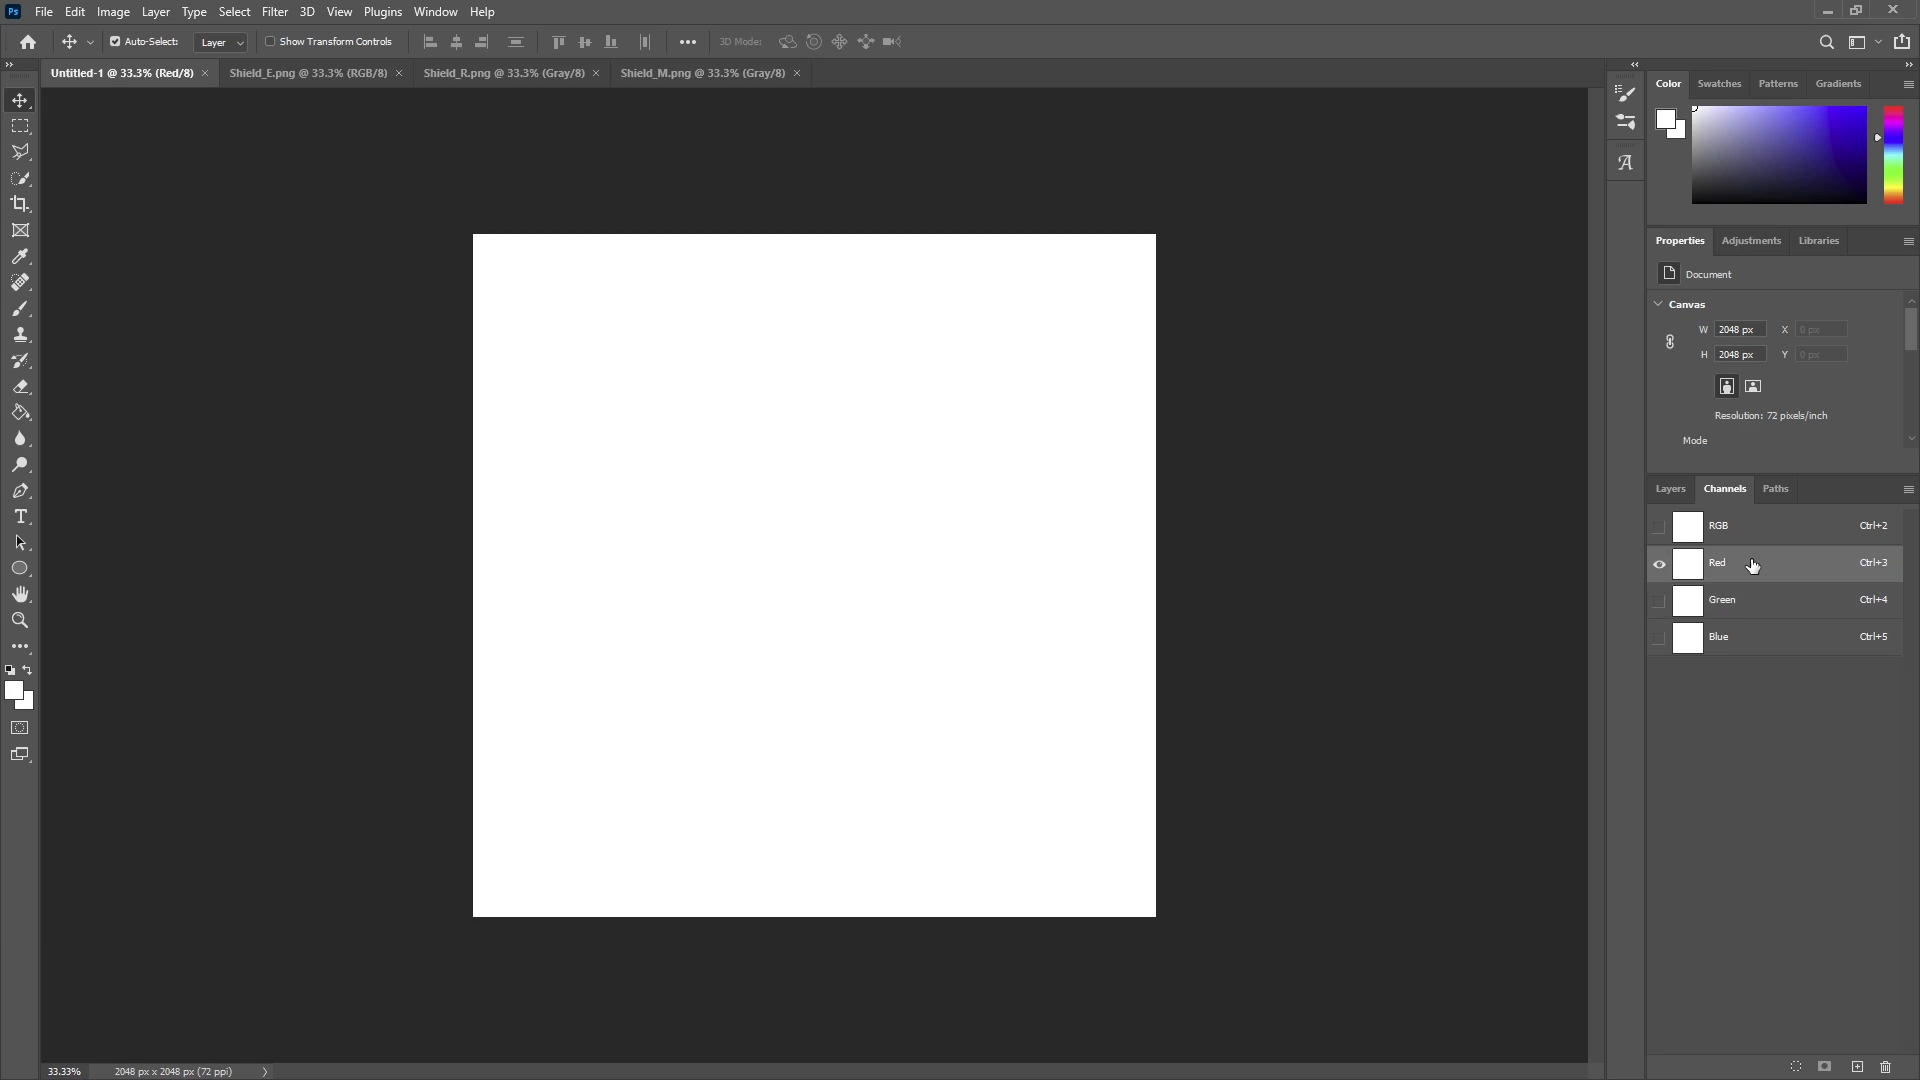 Ps File Edit Image Layer Type Select Filter 3D View Plugins Window Help
Auto-Select: Layer Show Transform Controls 3D Mode:
Untitled-1 @ 33.3% (Red/8) × Shield_E.png @ 33.3% (RGB/8) × Shield_R.png @ 33.3% (Gray/8) × Shield_M.png @ 33.3% (Gray/8) ×
Color Swatches Patterns Gradients
Properties Adjustments Libraries
Document
Canvas
W 2048 px X 0 px
H 2048 px Y 0 px
Resolution: 72 pixels/inch
Mode
Layers Channels Paths
RGB Ctrl+2
Red Ctrl+3
Green Ctrl+4
Blue Ctrl+5
33.33% 2048 px x 2048 px (72 ppi)